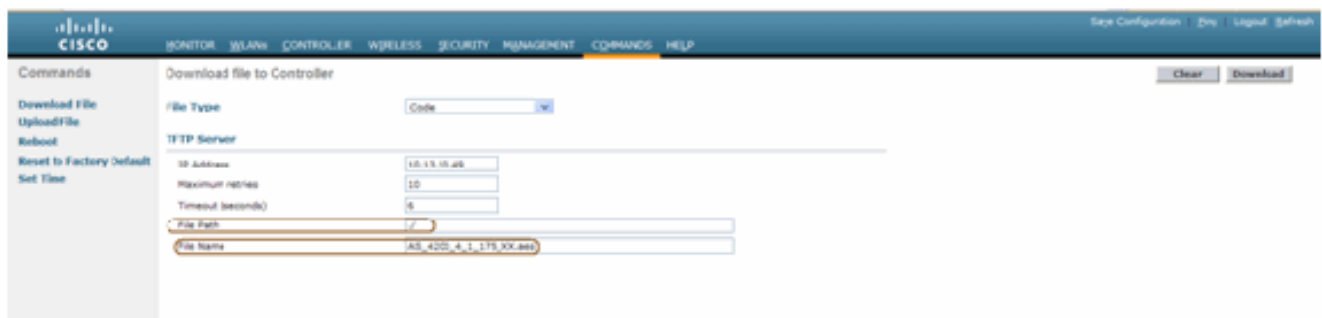 Save Configuration | Ping | Logout Refresh
CISCO
MONITOR WLANs CONTROLLER WIRELESS SECURITY MANAGEMENT COMMANDS HELP
Commands
Download file to Controller
Clear Download
Download File
Upload File
Reboot
Reset to Factory Default
Set Time
File Type Code
TFTP Server
IP Address
Maximum retries 10
Timeout (seconds) 6
File Path ./
File Name